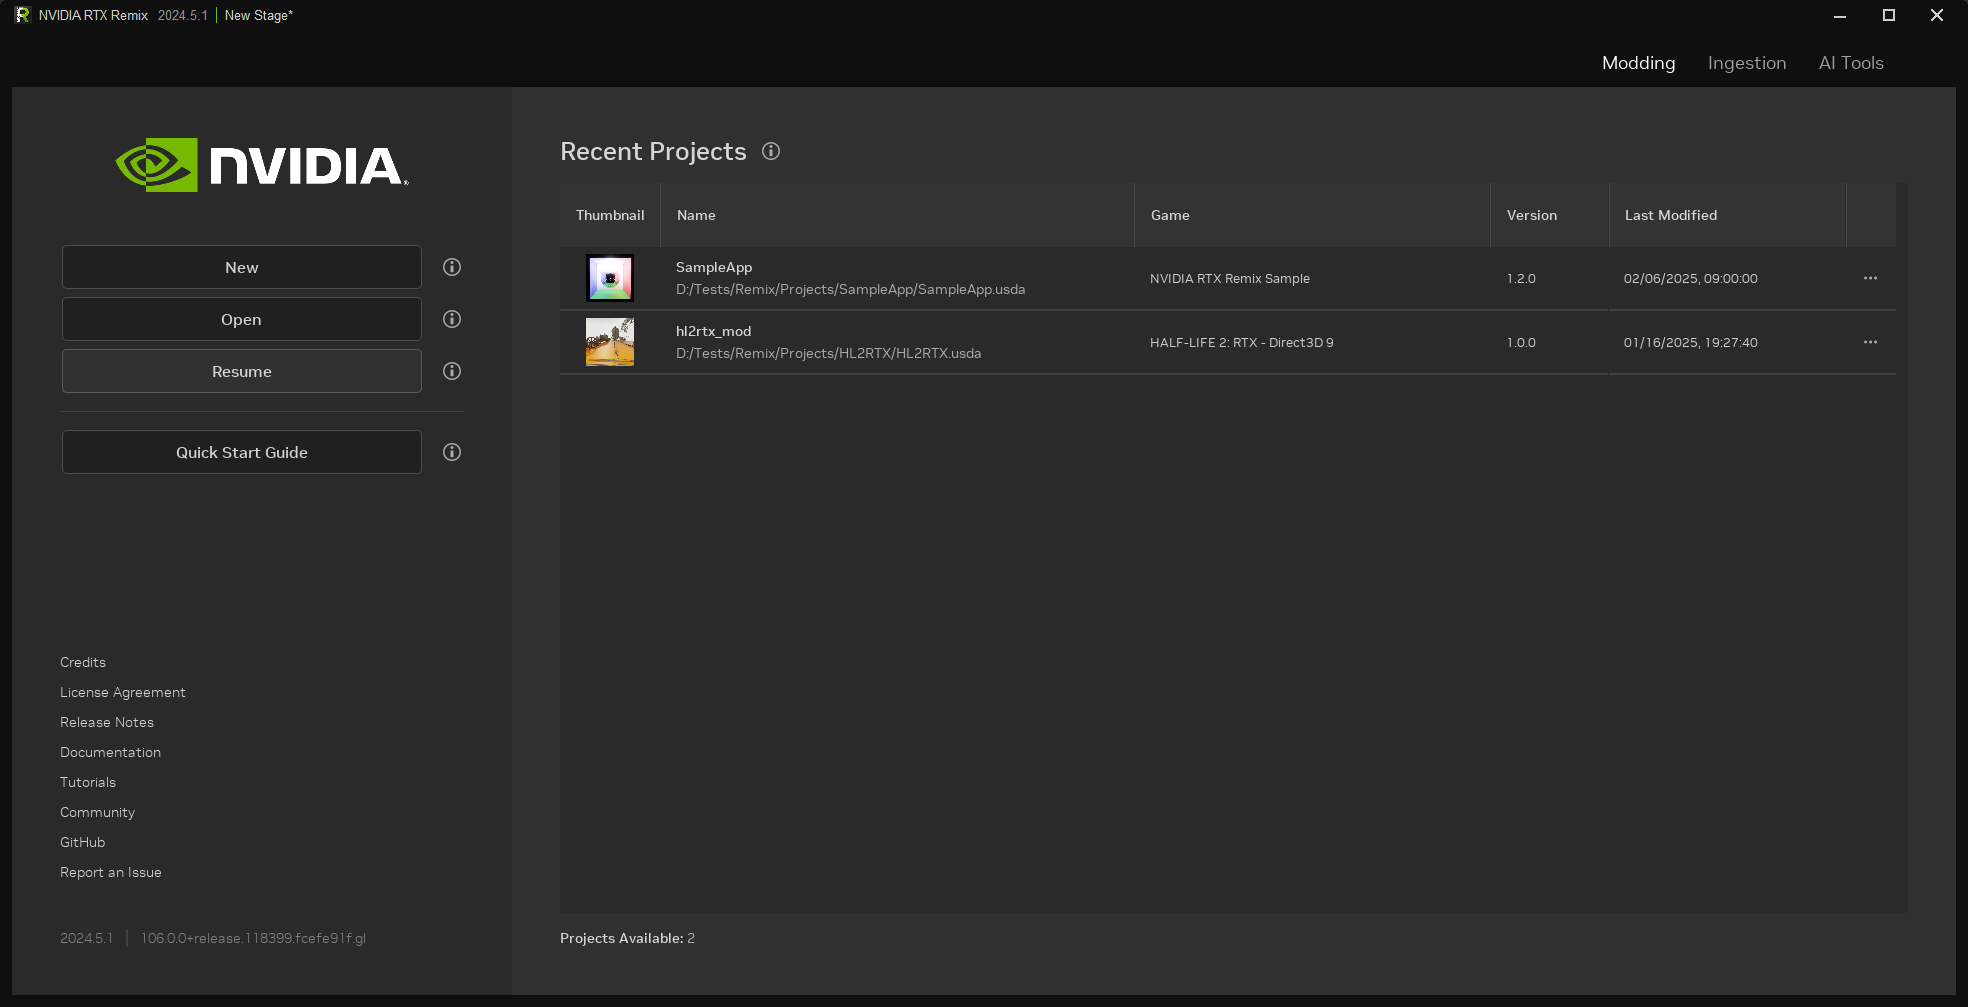 NVIDIA RTX Remix 2024.5.1 | New Stage*
Modding Ingestion AI Tools
NVIDIA.
New
Open
Resume
Quick Start Guide
Credits
License Agreement
Release Notes
Documentation
Tutorials
Community
GitHub
Report an Issue
2024.5.1 | 106.0.0+release.118399.fcefe91f.gl
Recent Projects
Thumbnail Name Game Version Last Modified
SampleApp
D:/Tests/Remix/Projects/SampleApp/SampleApp.usda
NVIDIA RTX Remix Sample 1.2.0 02/06/2025, 09:00:00
hl2rtx_mod
D:/Tests/Remix/Projects/HL2RTX/HL2RTX.usda
HALF-LIFE 2: RTX - Direct3D 9 1.0.0 01/16/2025, 19:27:40
Projects Available: 2